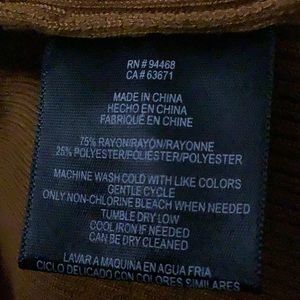 RN # 94468
CA # 63671
MADE IN CHINA
HECHO EN CHINA
FABRIQUÉ EN CHINE
75% RAYON/RAYON/RAYONNE
25% POLYESTER/POLIÉSTER/POLYESTER
MACHINE WASH COLD WITH LIKE COLORS
GENTLE CYCLE
ONLY NON-CHLORINE BLEACH WHEN NEEDED
TUMBLE DRY LOW
COOL IRON IF NEEDED
CAN BE DRY CLEANED
LAVAR A MAQUINA EN AGUA FRIA
CICLO DELICADO CON COLORES SIMILARES